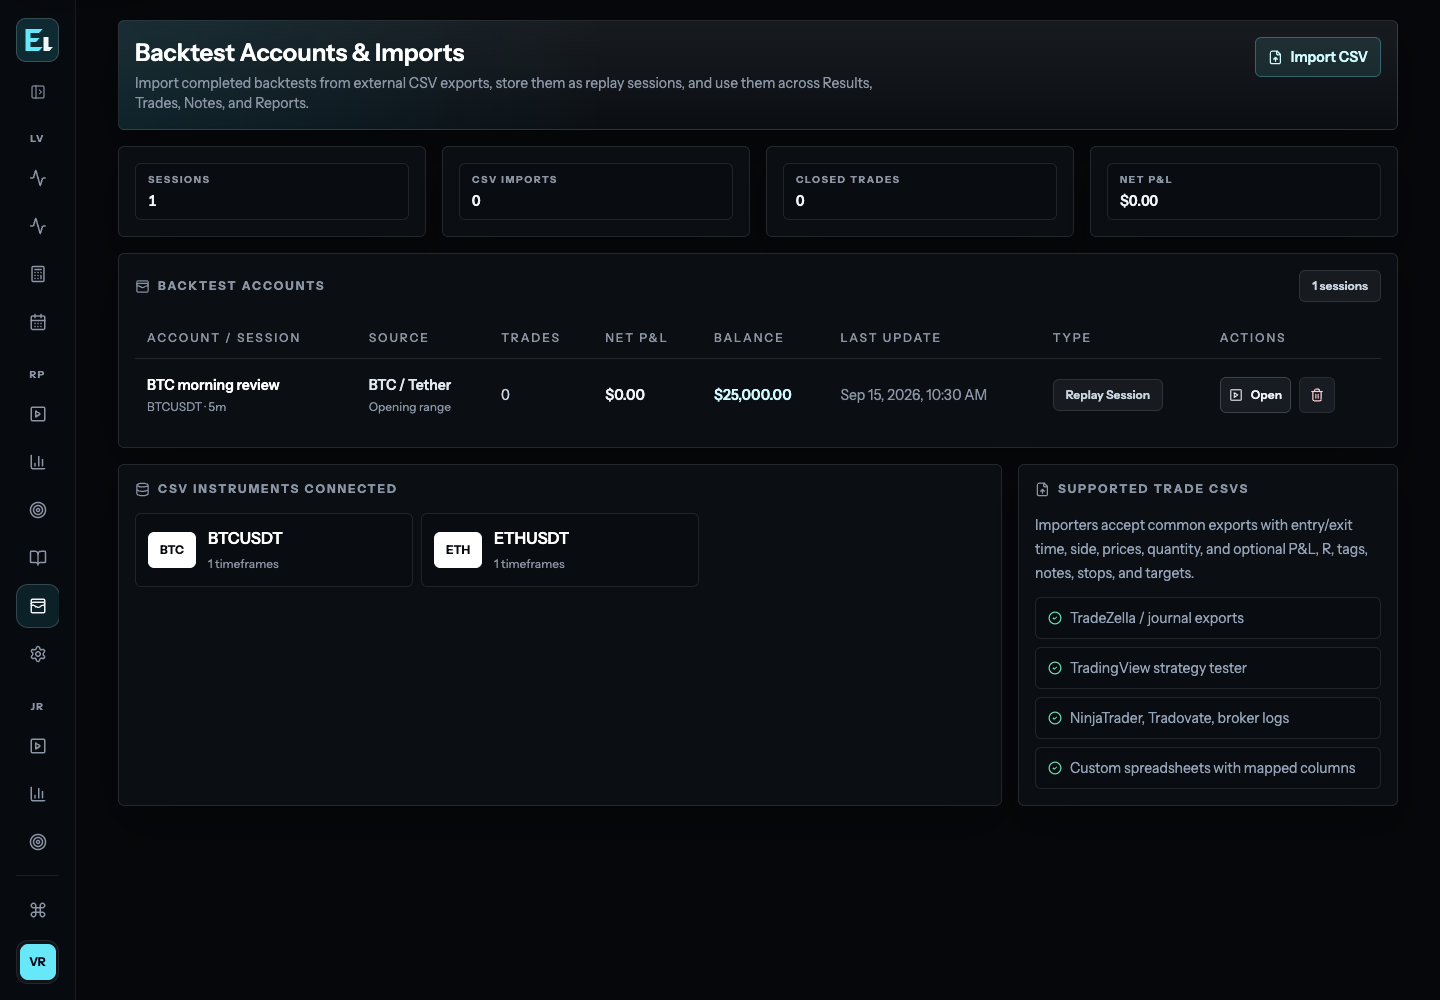 LV
RP
JR
VR
Backtest Accounts & Imports
Import completed backtests from external CSV exports, store them as replay sessions, and use them across Results,
Trades, Notes, and Reports.
Import CSV
SESSIONS
1
CSV IMPORTS
0
CLOSED TRADES
0
NET P&L
$0.00
BACKTEST ACCOUNTS
1 sessions
ACCOUNT / SESSION SOURCE TRADES NET P&L BALANCE LAST UPDATE TYPE ACTIONS
BTC morning review BTC / Tether 0 $0.00 $25,000.00 Sep 15, 2026, 10:30 AM Replay Session Open
BTCUSDT · 5m Opening range
CSV INSTRUMENTS CONNECTED
BTC
BTCUSDT
1 timeframes
ETH
ETHUSDT
1 timeframes
SUPPORTED TRADE CSVS
Importers accept common exports with entry/exit
time, side, prices, quantity, and optional P&L, R, tags,
notes, stops, and targets.
TradeZella / journal exports
TradingView strategy tester
NinjaTrader, Tradovate, broker logs
Custom spreadsheets with mapped columns